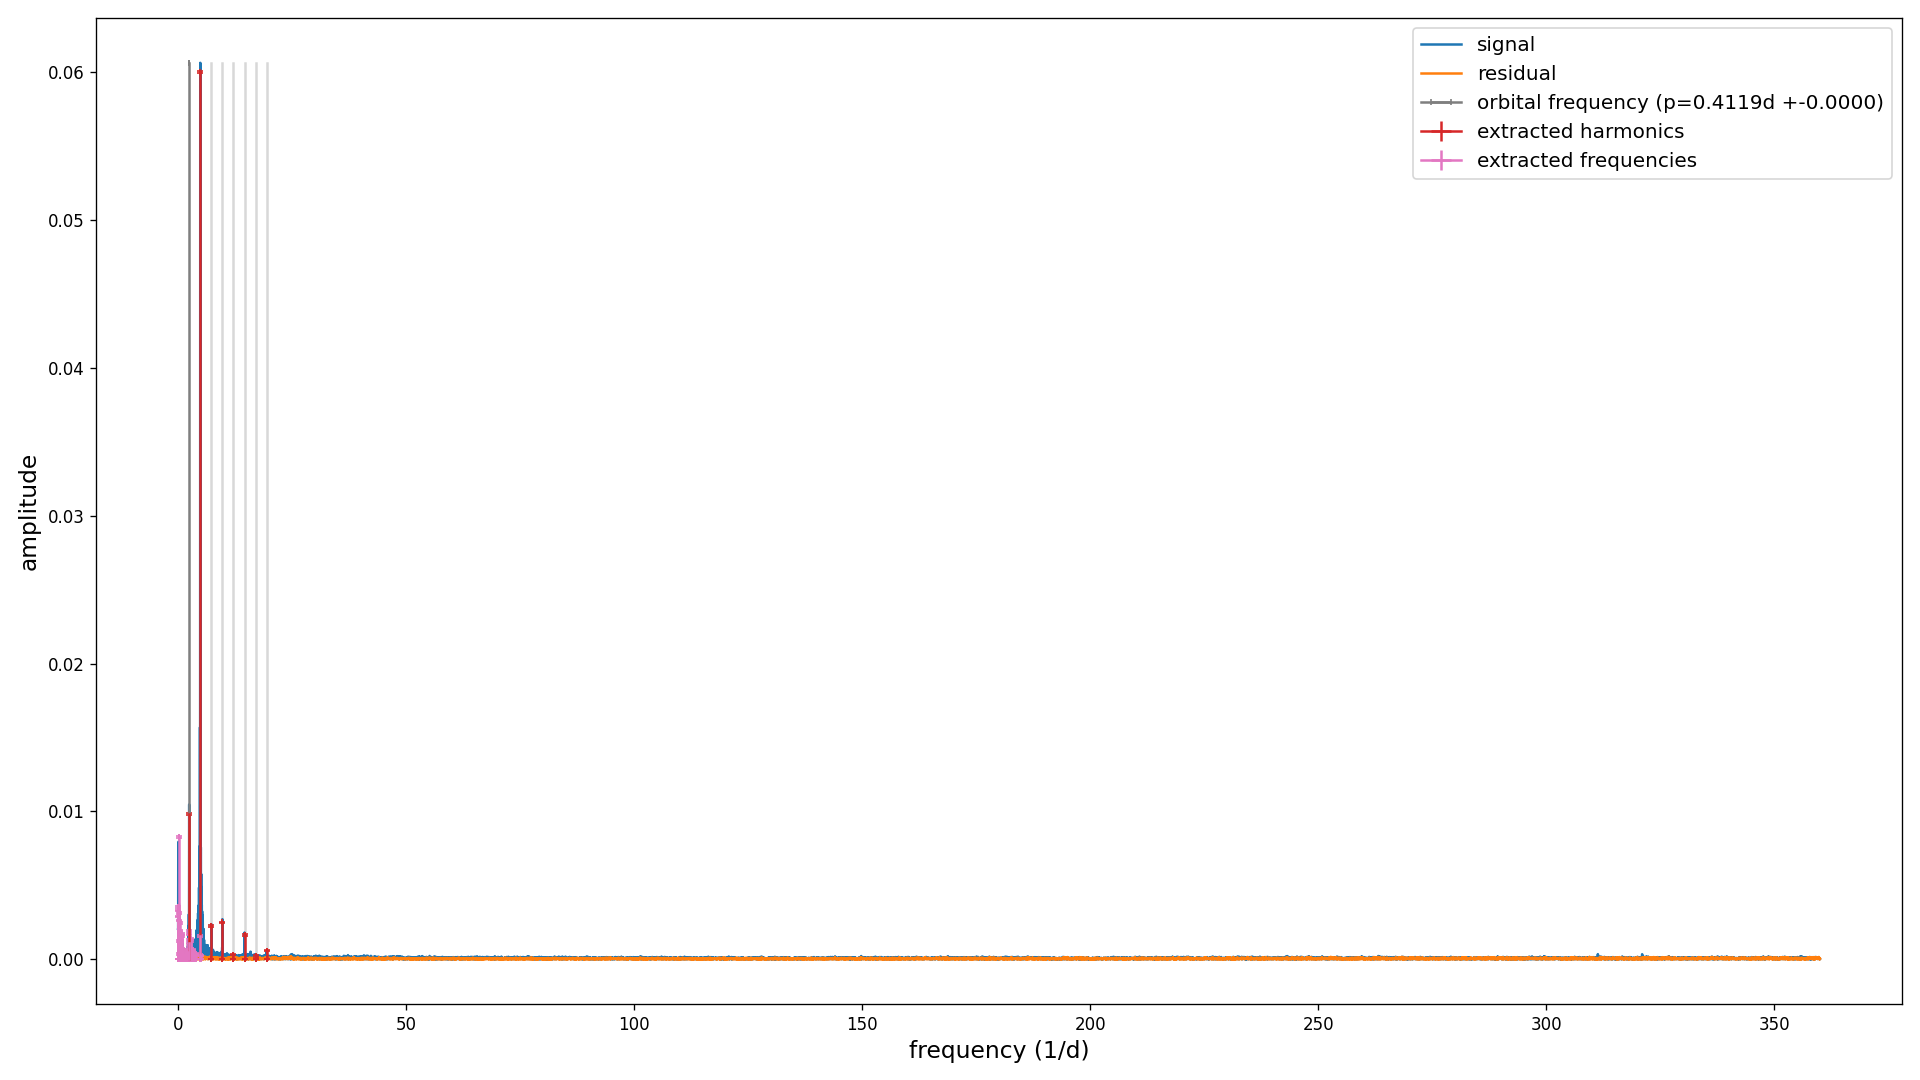 signal
residual
orbital frequency (p=0.4119d +-0.0000)
extracted harmonics
extracted frequencies
0.06
0.05
0.04
0.03
0.02
0.01
0.00
amplitude
0 50 100 150 200 250 300 350
frequency (1/d)